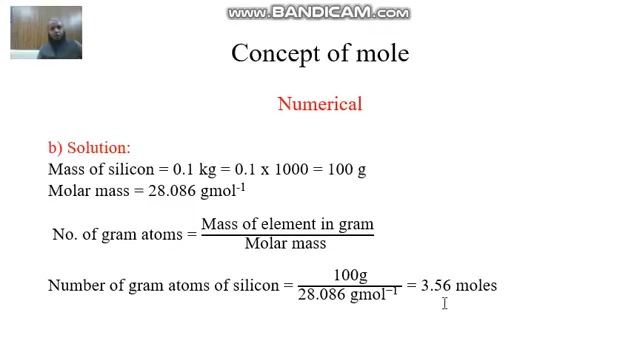 www.BANDICAM.com
Concept of mole
Numerical
b) Solution:
Mass of silicon = 0.1 kg = 0.1 x 1000 = 100 g
Molar mass = 28.086 gmol⁻¹
No. of gram atoms = Mass of element in gram / Molar mass
Number of gram atoms of silicon = 100g / 28.086 gmol⁻¹ = 3.56 moles